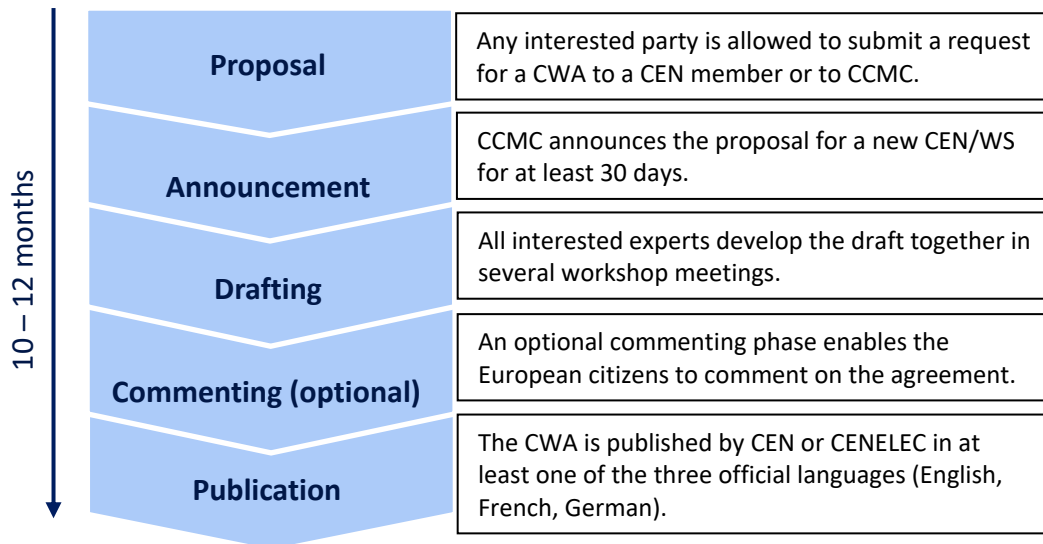 10 – 12 months
Proposal
Any interested party is allowed to submit a request
for a CWA to a CEN member or to CCMC.
Announcement
CCMC announces the proposal for a new CEN/WS
for at least 30 days.
Drafting
All interested experts develop the draft together in
several workshop meetings.
Commenting (optional)
An optional commenting phase enables the
European citizens to comment on the agreement.
Publication
The CWA is published by CEN or CENELEC in at
least one of the three official languages (English,
French, German).